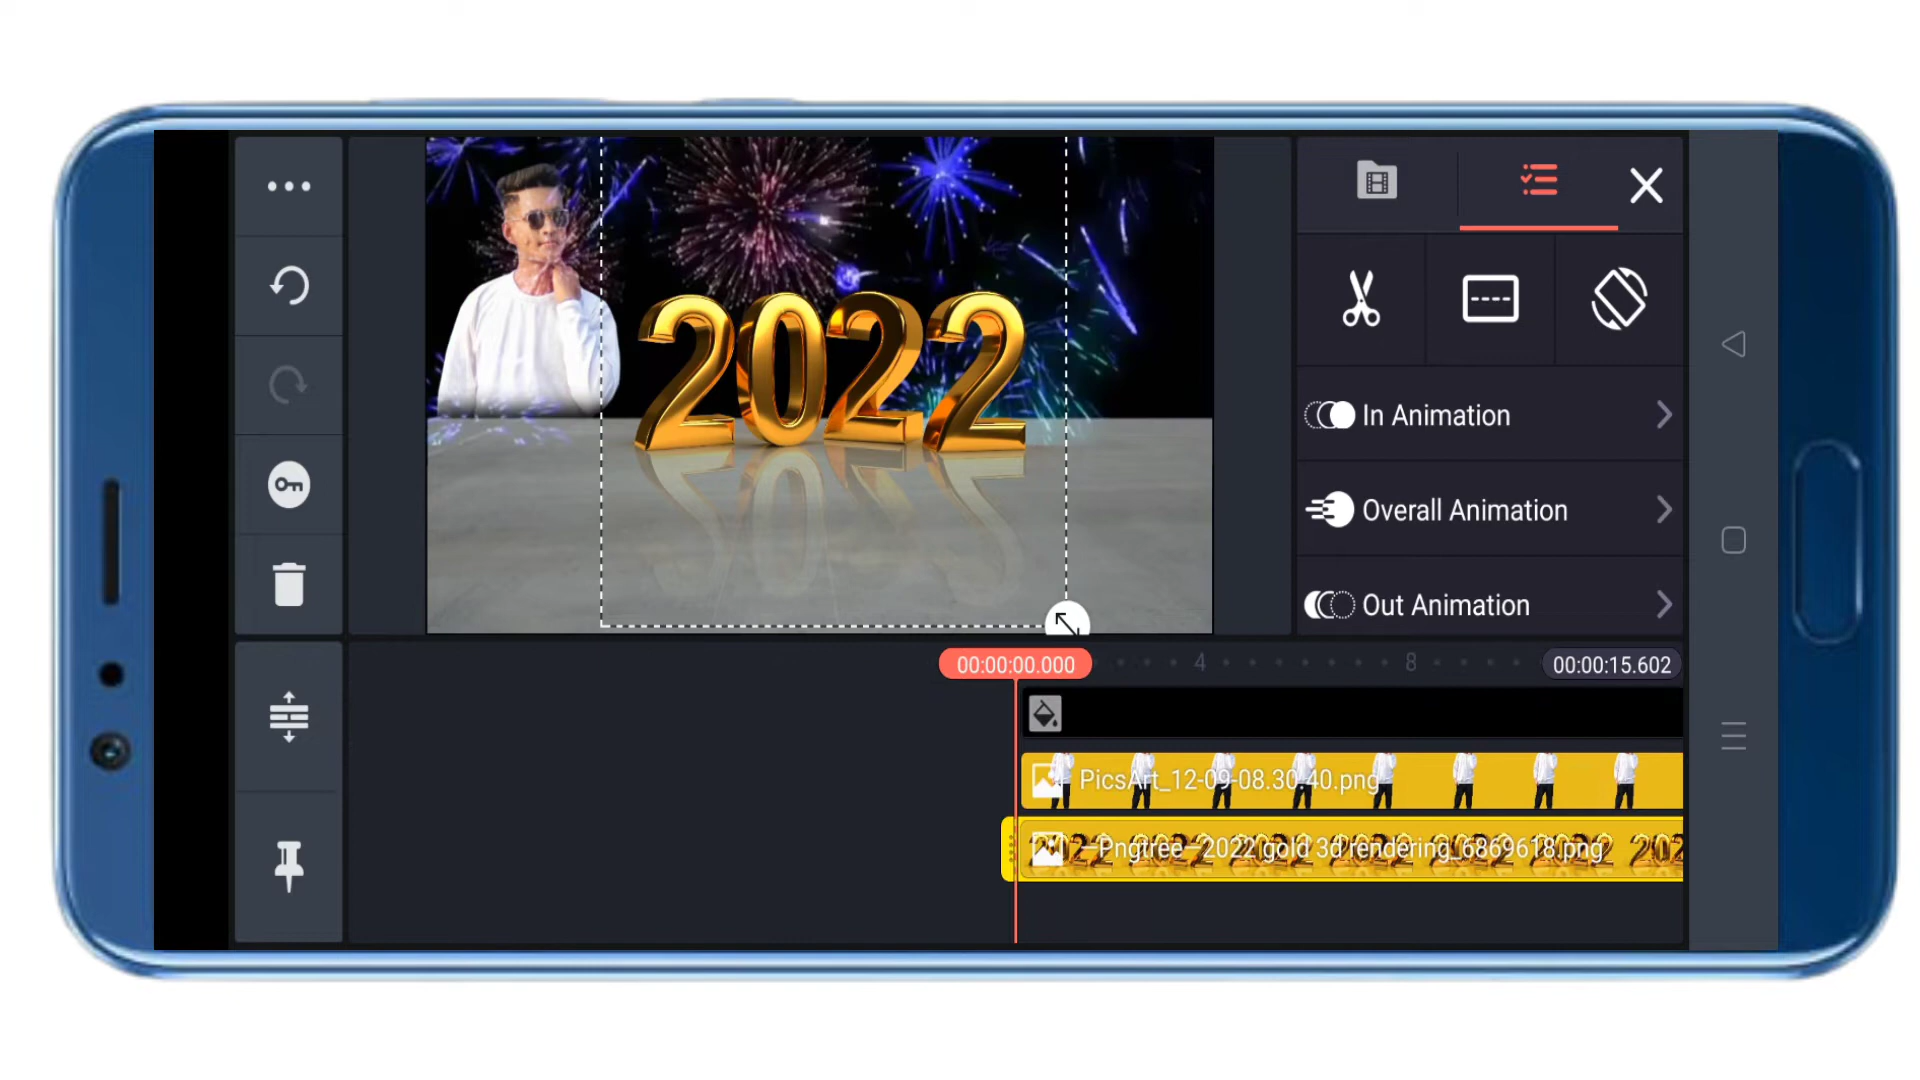 2022
In Animation
Overall Animation
Out Animation
00:00:00.000
4
8
00:00:15.602
PicsArt_12-09-08.30.40.png
—Pngtree—2022 gold 3d rendering_6869618.png